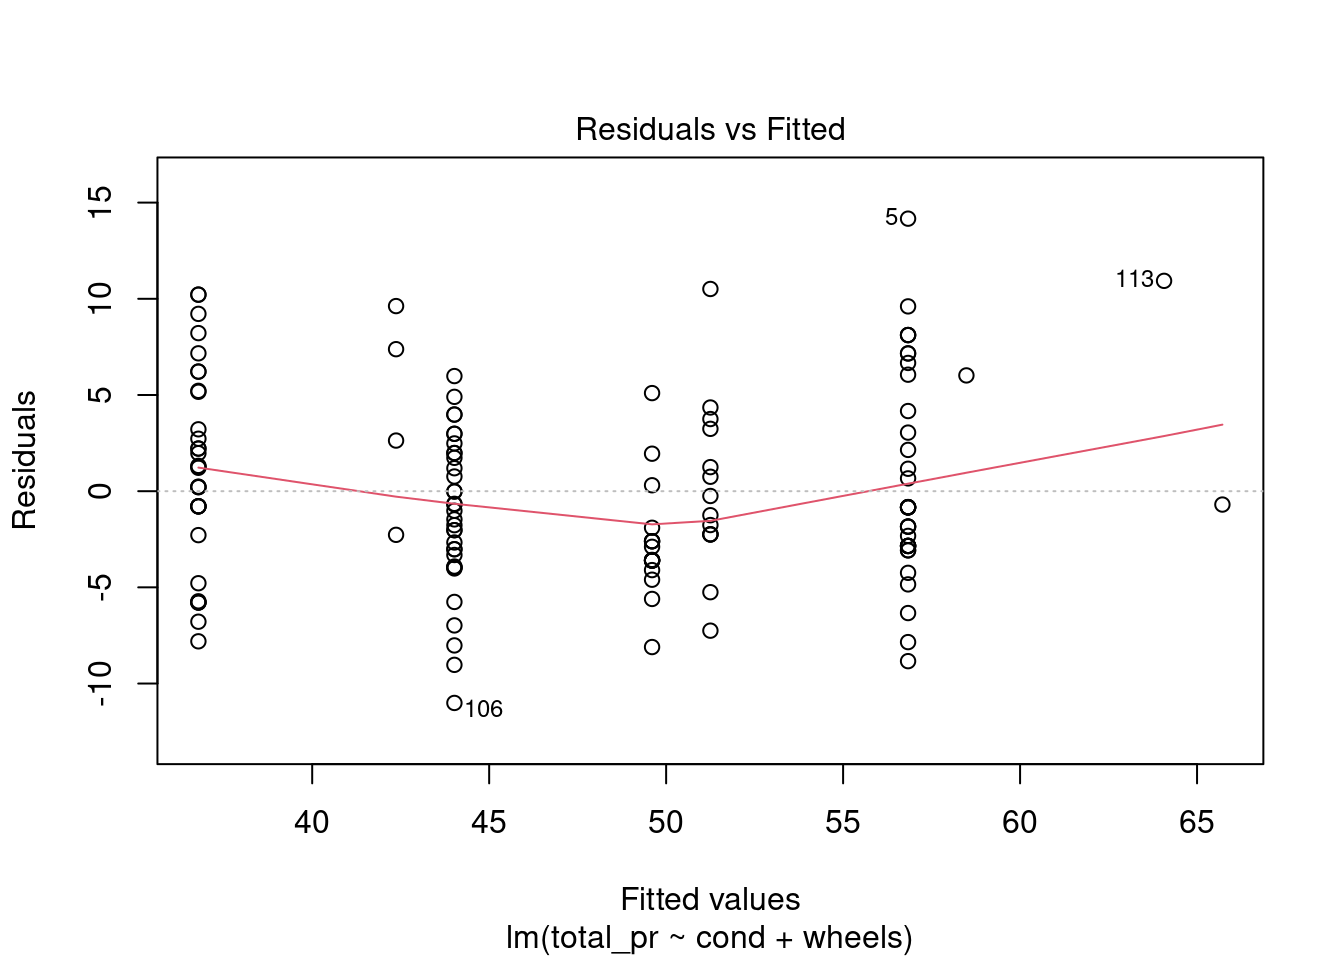 Residuals vs Fitted
Residuals
15
10
5
0
-5
-10
5
113
106
40 45 50 55 60 65
Fitted values
lm(total_pr ~ cond + wheels)